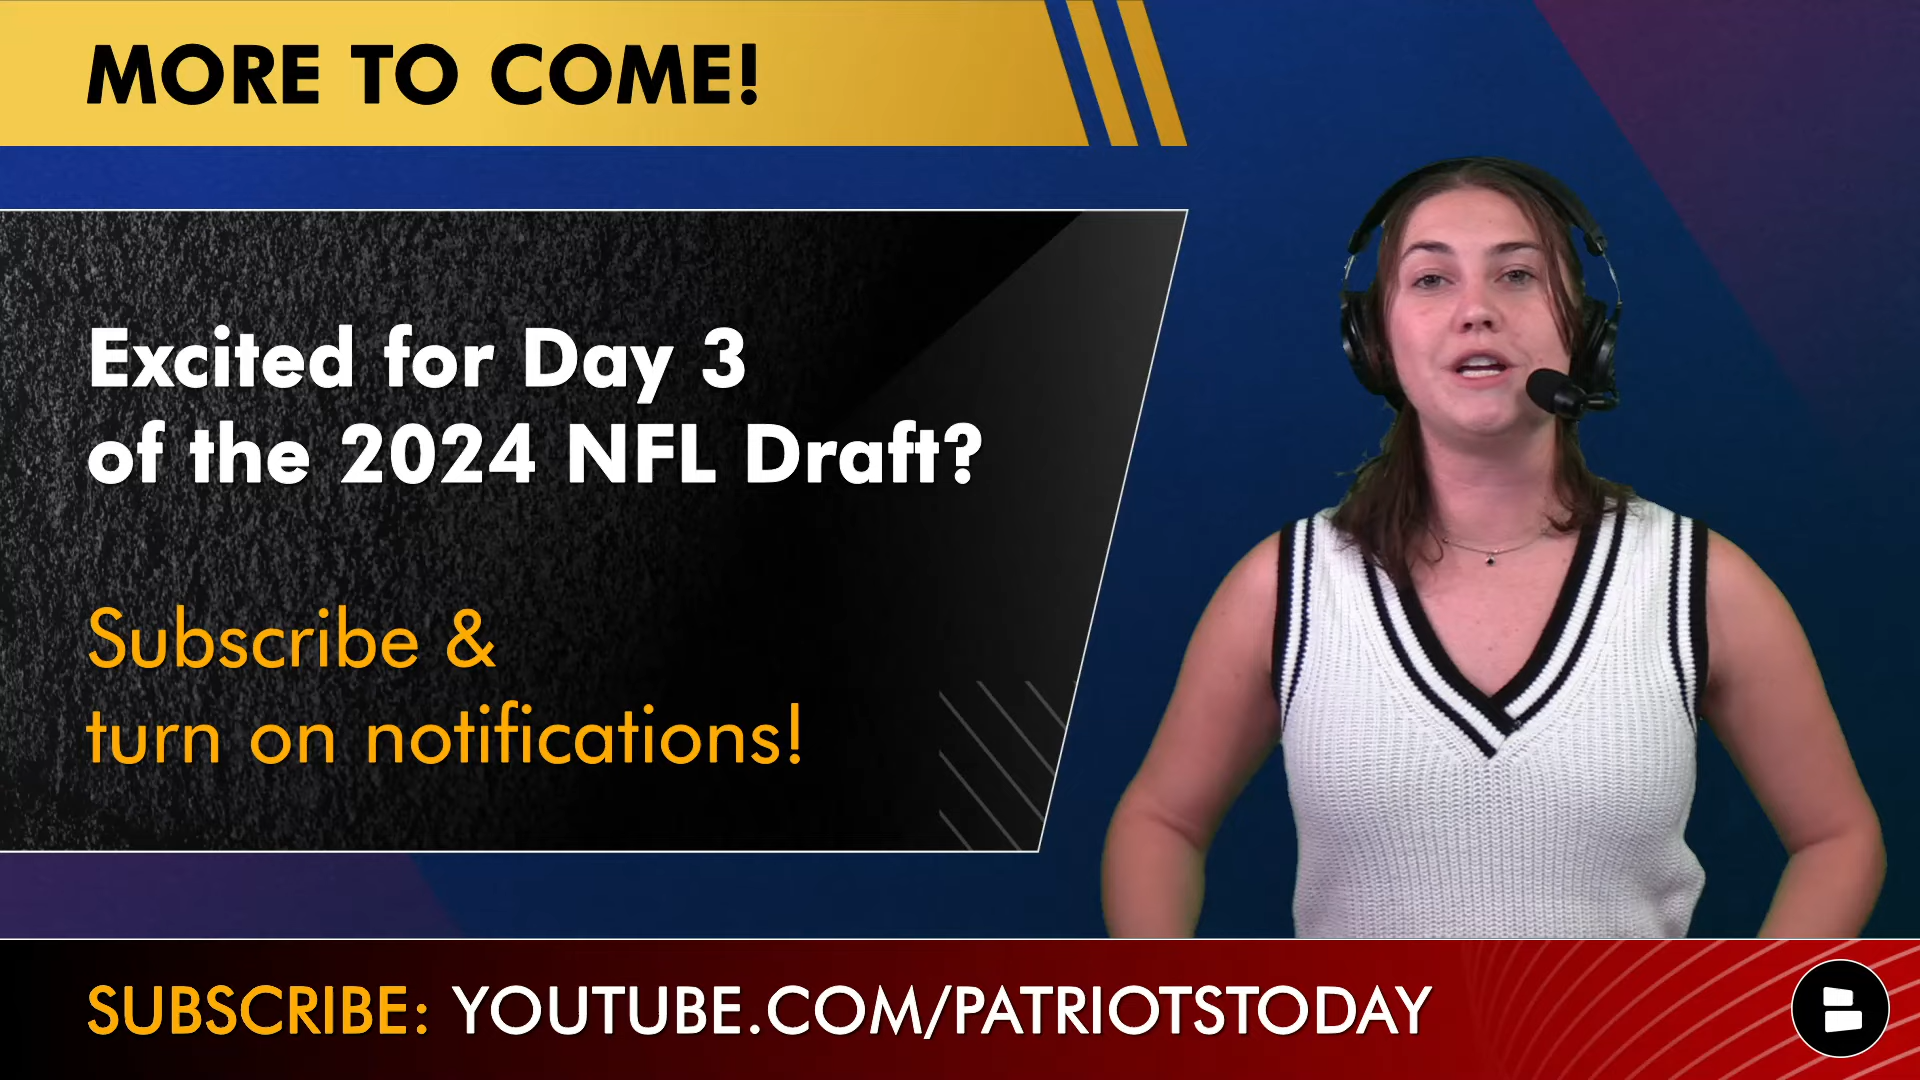 MORE TO COME!
Excited for Day 3
of the 2024 NFL Draft?
Subscribe &
turn on notifications!
SUBSCRIBE: YOUTUBE.COM/PATRIOTSTODAY